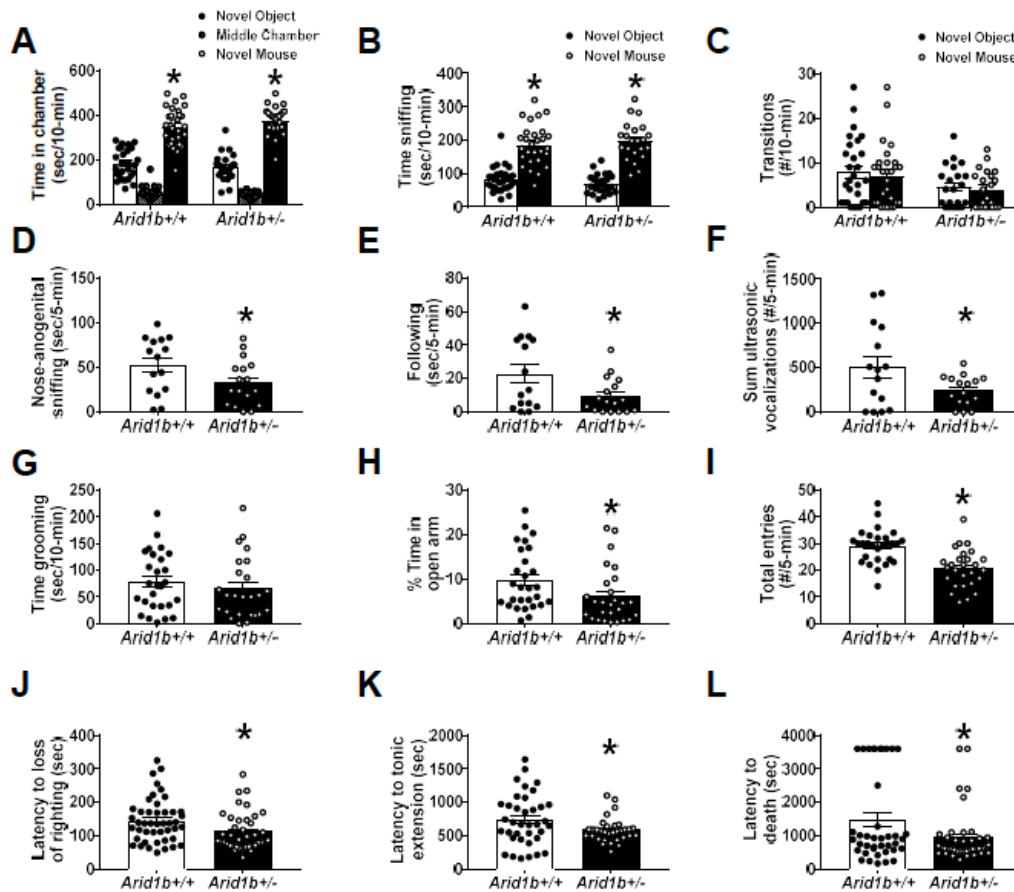 Novel Object
Middle Chamber
Novel Mouse
A
Time in chamber
(sec/10-min)
600
400
200
0
*
*
Arid1b+/+
Arid1b+/-
B
Novel Object
Novel Mouse
Time sniffing
(sec/10-min)
400
300
200
100
0
*
*
Arid1b+/+
Arid1b+/-
C
Novel Object
Novel Mouse
Transitions
(#/10-min)
30
20
10
0
Arid1b+/+
Arid1b+/-
D
Nose-anogenital
sniffing (sec/5-min)
150
100
50
0
*
Arid1b+/+
Arid1b+/-
E
Following
(sec/5-min)
80
60
40
20
0
*
Arid1b+/+
Arid1b+/-
F
Sum ultrasonic
vocalizations (#/5-min)
1500
1000
500
0
*
Arid1b+/+
Arid1b+/-
G
Time grooming
(sec/10-min)
250
200
150
100
50
0
Arid1b+/+
Arid1b+/-
H
% Time in
open arm
30
20
10
0
*
Arid1b+/+
Arid1b+/-
I
Total entries
(#/5-min)
50
40
30
20
10
0
*
Arid1b+/+
Arid1b+/-
J
Latency to loss
of righting (sec)
400
300
200
100
0
*
Arid1b+/+
Arid1b+/-
K
Latency to tonic
extension (sec)
2000
1500
1000
500
0
*
Arid1b+/+
Arid1b+/-
L
Latency to
death (sec)
4000
3000
2000
1000
0
*
Arid1b+/+
Arid1b+/-